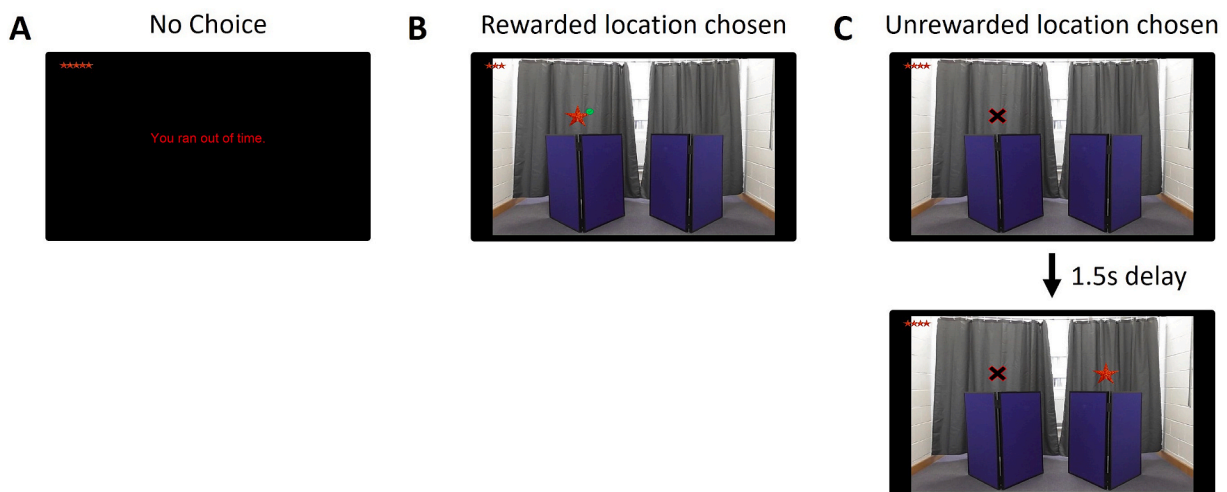 A
No Choice
You ran out of time.
B
Rewarded location chosen
C
Unrewarded location chosen
1.5s delay